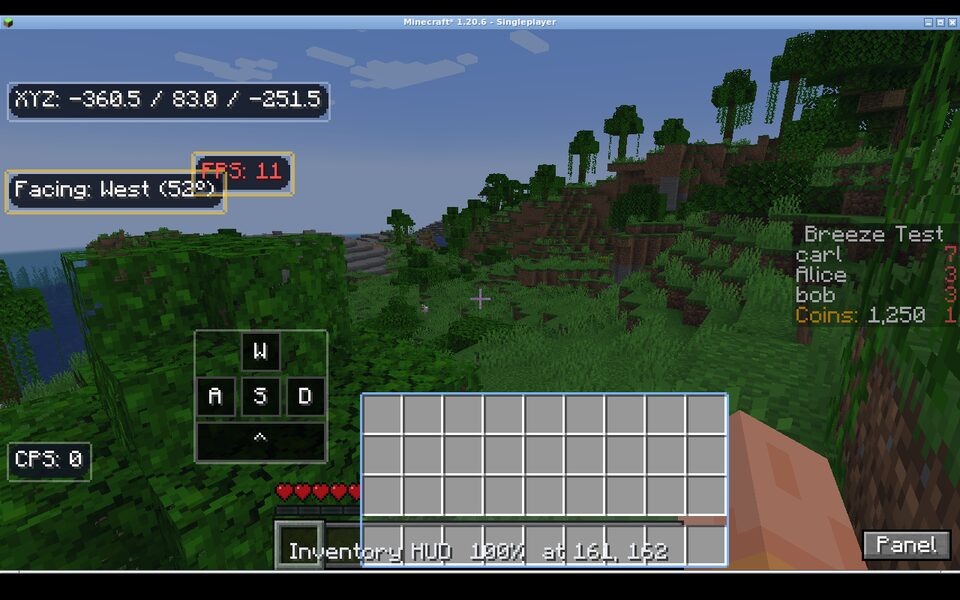 Minecraft* 1.20.6 - Singleplayer
XYZ: -360.5 / 83.0 / -251.5
FPS: 11
Facing: West (52º)
Breeze Test
carl 7
Alice 3
bob 3
Coins: 1,250 1
W
A S D
^
CPS: 0
Inventory HUD 100% at 161, 162
Panel